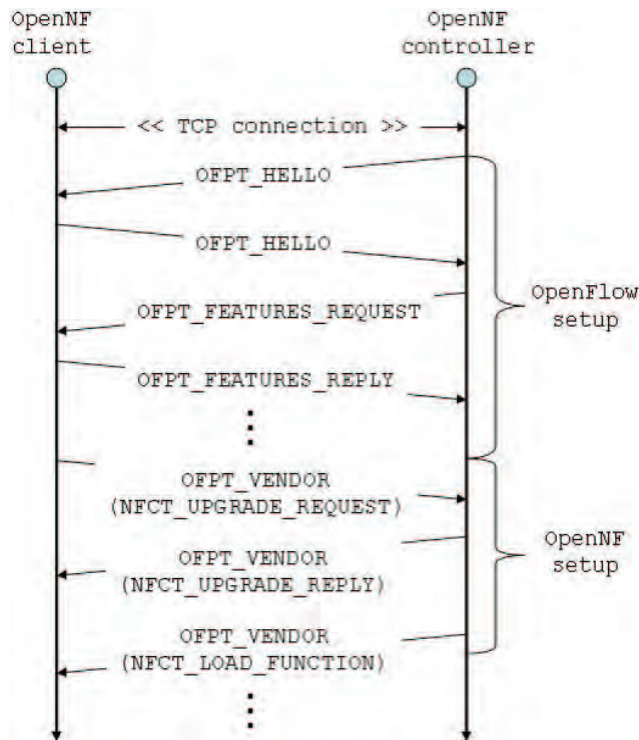 OpenNF
client
OpenNF
controller
<< TCP connection >>
OFPT_HELLO
OFPT_HELLO
OFPT_FEATURES_REQUEST
OpenFlow
setup
OFPT_FEATURES_REPLY
OFPT_VENDOR
(NFCT_UPGRADE_REQUEST)
OpenNF
setup
OFPT_VENDOR
(NFCT_UPGRADE_REPLY)
OFPT_VENDOR
(NFCT_LOAD_FUNCTION)